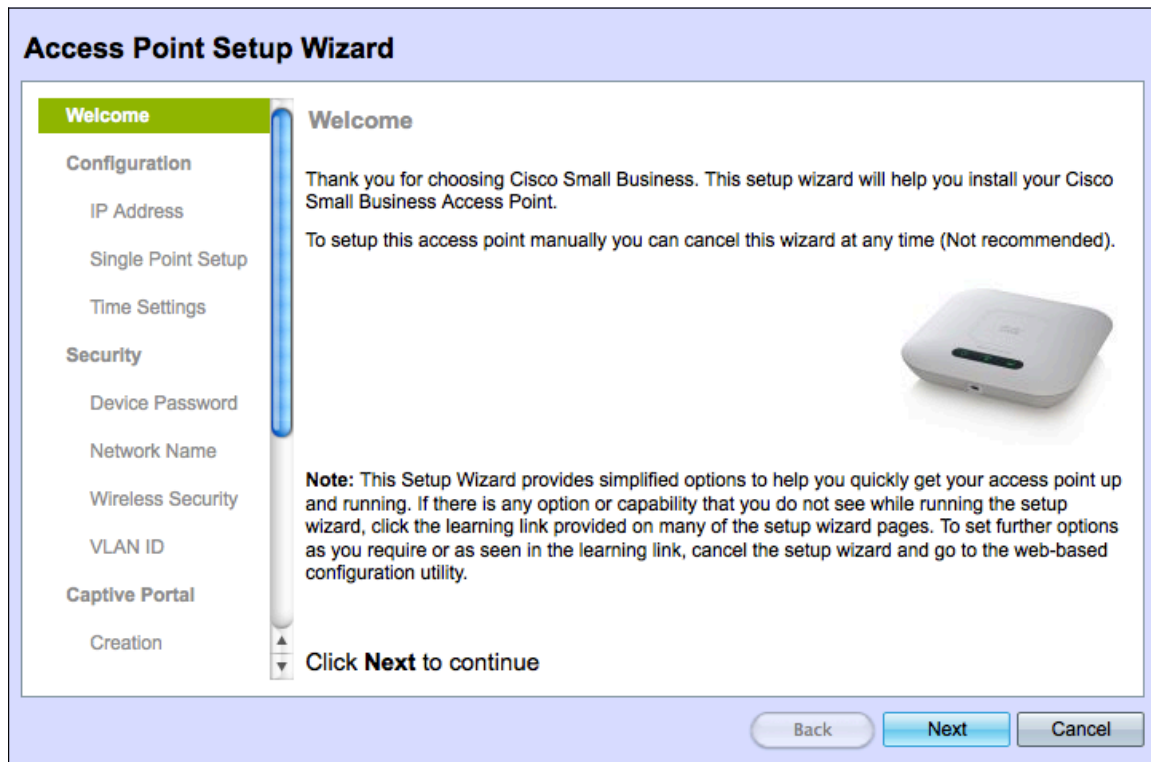 Access Point Setup Wizard
Welcome
Configuration
IP Address
Single Point Setup
Time Settings
Security
Device Password
Network Name
Wireless Security
VLAN ID
Captive Portal
Creation
Welcome
Thank you for choosing Cisco Small Business. This setup wizard will help you install your Cisco
Small Business Access Point.
To setup this access point manually you can cancel this wizard at any time (Not recommended).
Note: This Setup Wizard provides simplified options to help you quickly get your access point up
and running. If there is any option or capability that you do not see while running the setup
wizard, click the learning link provided on many of the setup wizard pages. To set further options
as you require or as seen in the learning link, cancel the setup wizard and go to the web-based
configuration utility.
Click Next to continue
Back
Next
Cancel